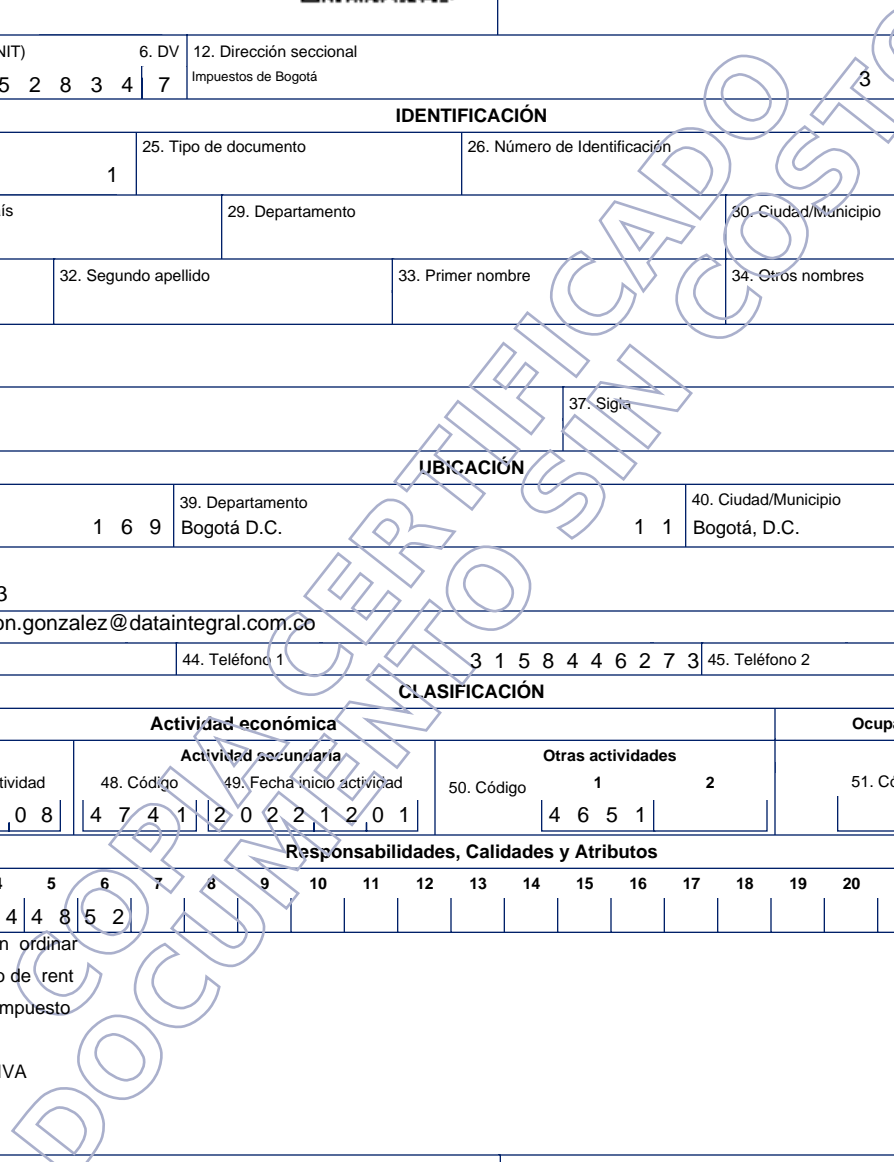 NIT) 6. DV 12. Dirección seccional
5 2 8 3 4 7 Impuestos de Bogotá 3
IDENTIFICACIÓN
25. Tipo de documento 26. Número de Identificación
1
ís 29. Departamento 30. Ciudad/Municipio
32. Segundo apellido 33. Primer nombre 34. Otros nombres
37. Sigla
UBICACIÓN
39. Departamento 40. Ciudad/Municipio
1 6 9 Bogotá D.C. 1 1 Bogotá, D.C.
3
on.gonzalez@dataintegral.com.co
44. Teléfono 1 3 1 5 8 4 4 6 2 7 3 45. Teléfono 2
CLASIFICACIÓN
Actividad económica Ocupa
Actividad secundaria Otras actividades
tividad 48. Código 49. Fecha inicio actividad 50. Código 1 2 51. Có
0 8 4 7 4 1 2 0 2 2 1 2 0 1 4 6 5 1
Responsabilidades, Calidades y Atributos
4 5 6 7 8 9 10 11 12 13 14 15 16 17 18 19 20
4 4 8 5 2
n ordinar
o de rent
mpuesto
IVA
COPIA CERTIFICADO
DOCUMENTO SIN COSTO